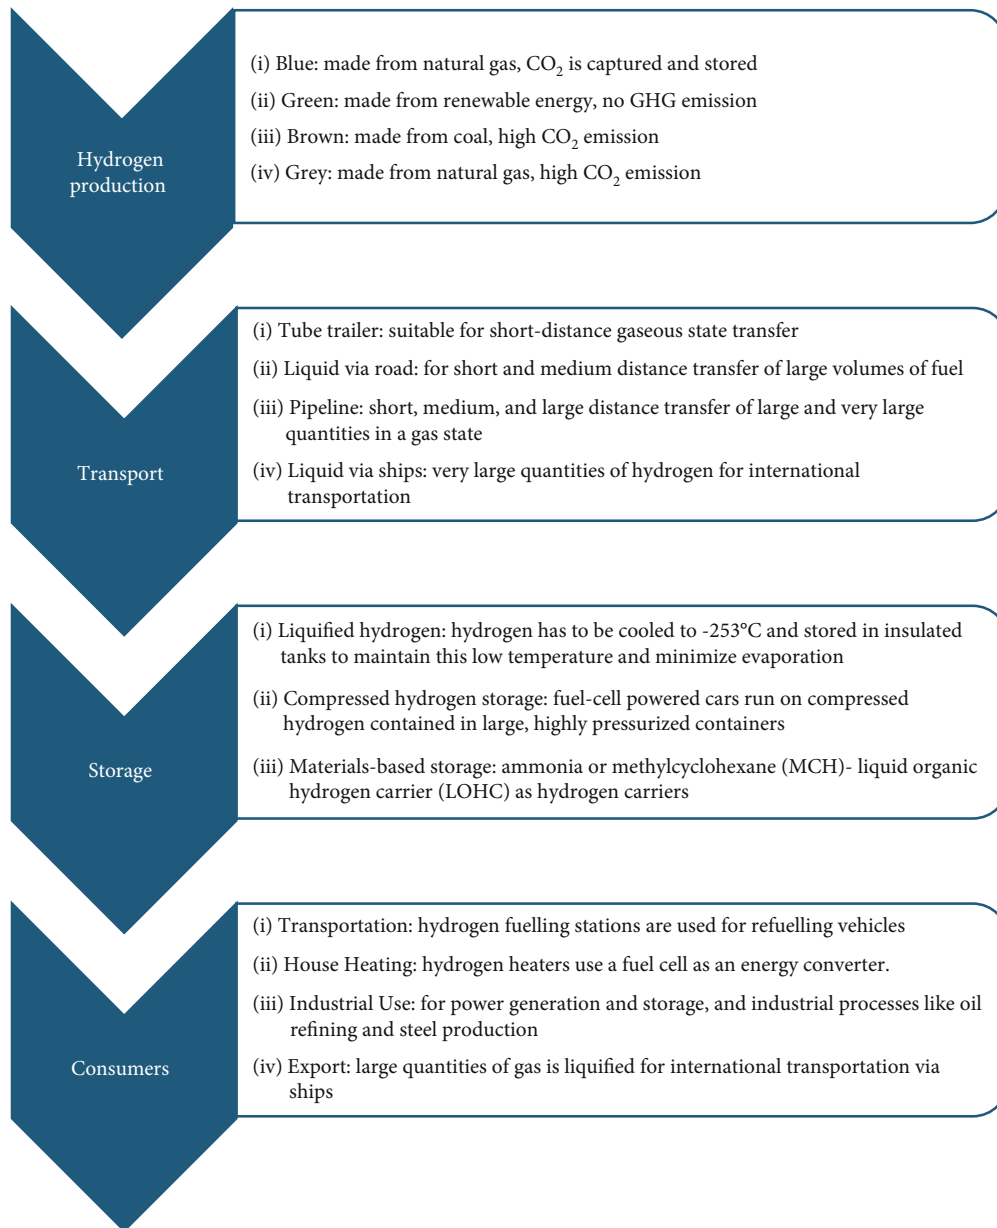 Hydrogen
production
(i) Blue: made from natural gas, CO₂ is captured and stored
(ii) Green: made from renewable energy, no GHG emission
(iii) Brown: made from coal, high CO₂ emission
(iv) Grey: made from natural gas, high CO₂ emission
Transport
(i) Tube trailer: suitable for short-distance gaseous state transfer
(ii) Liquid via road: for short and medium distance transfer of large volumes of fuel
(iii) Pipeline: short, medium, and large distance transfer of large and very large
quantities in a gas state
(iv) Liquid via ships: very large quantities of hydrogen for international
transportation
Storage
(i) Liquified hydrogen: hydrogen has to be cooled to -253°C and stored in insulated
tanks to maintain this low temperature and minimize evaporation
(ii) Compressed hydrogen storage: fuel-cell powered cars run on compressed
hydrogen contained in large, highly pressurized containers
(iii) Materials-based storage: ammonia or methylcyclohexane (MCH)- liquid organic
hydrogen carrier (LOHC) as hydrogen carriers
Consumers
(i) Transportation: hydrogen fuelling stations are used for refuelling vehicles
(ii) House Heating: hydrogen heaters use a fuel cell as an energy converter.
(iii) Industrial Use: for power generation and storage, and industrial processes like oil
refining and steel production
(iv) Export: large quantities of gas is liquified for international transportation via
ships